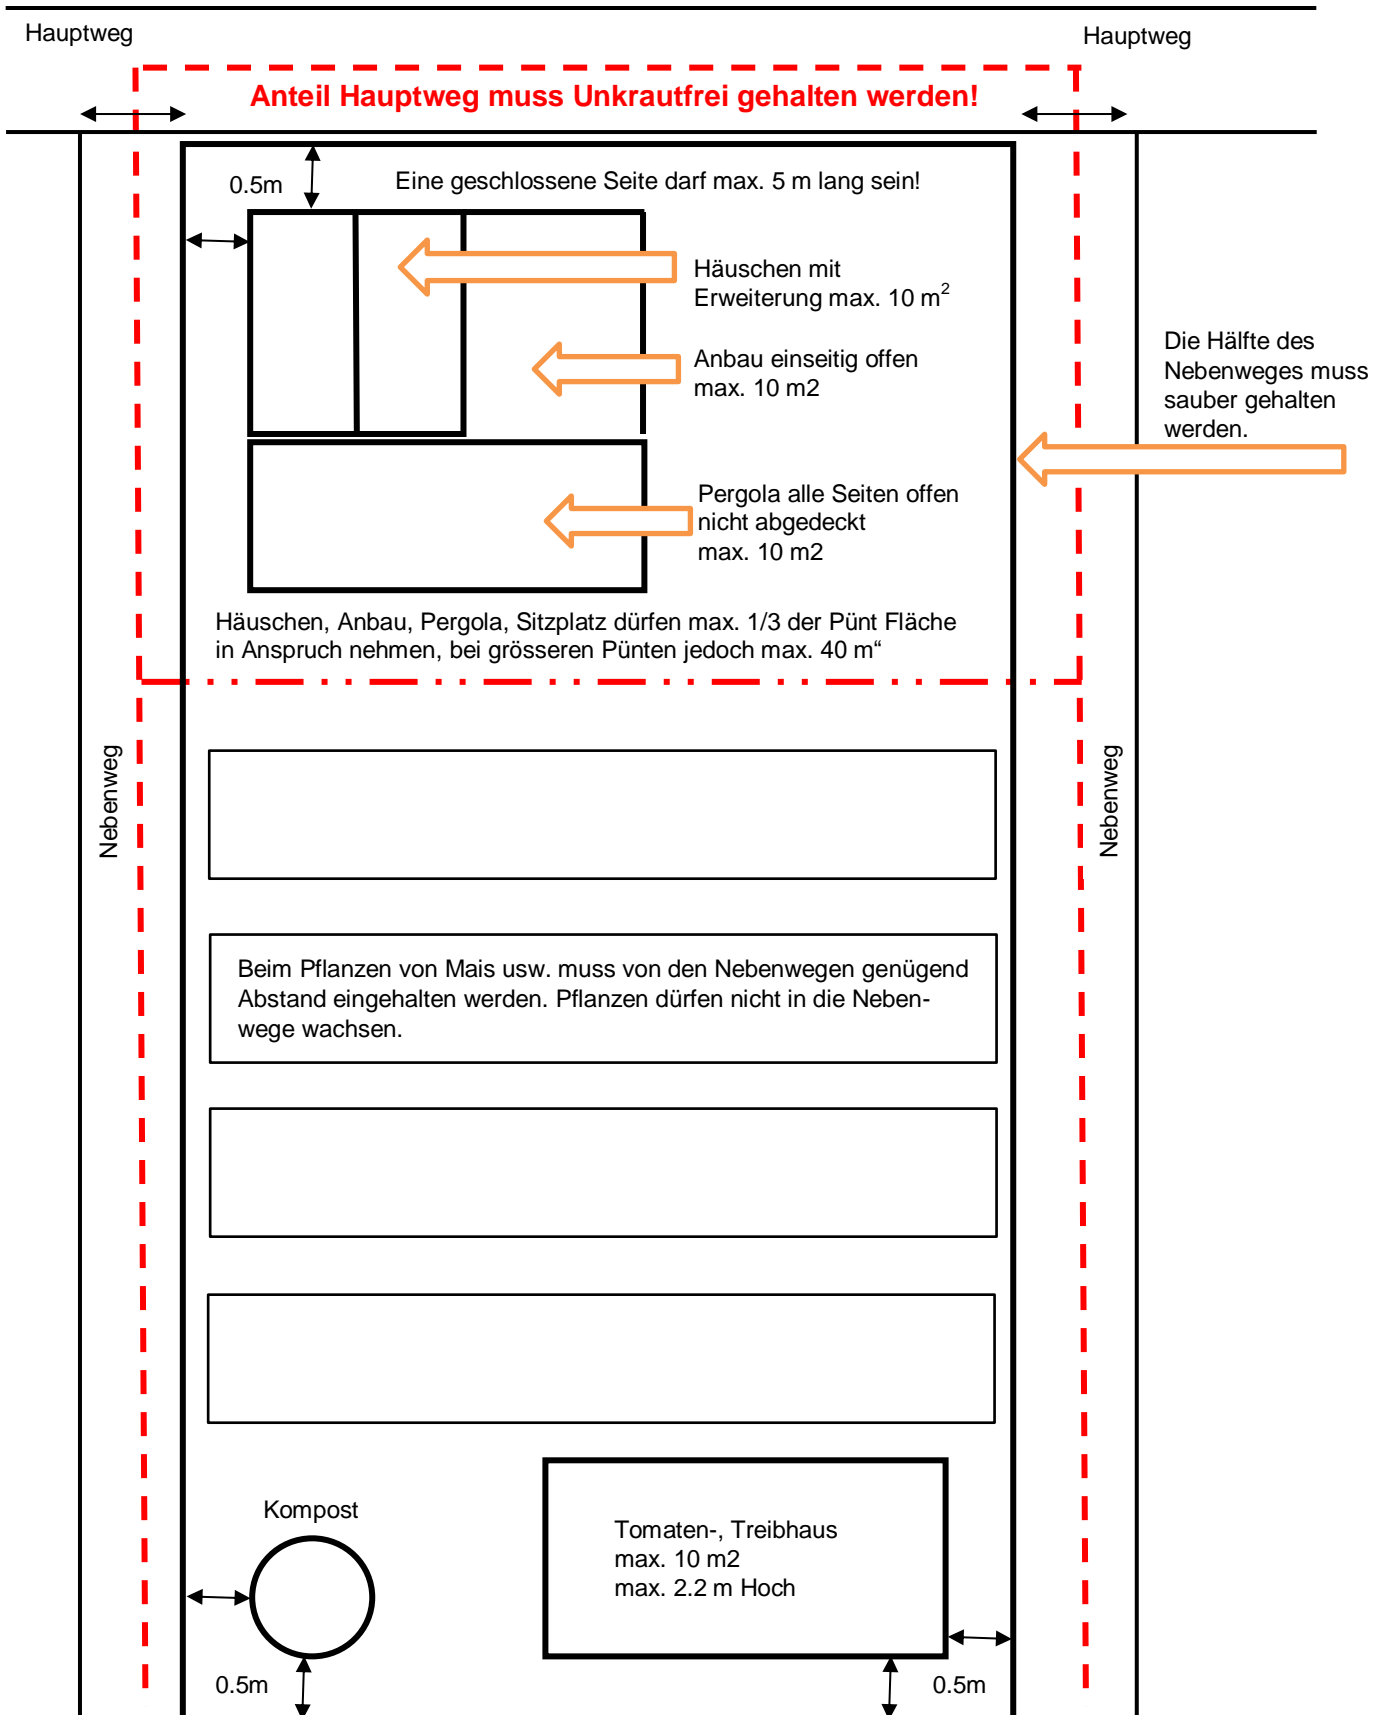 Hauptweg
Hauptweg
Anteil Hauptweg muss Unkrautfrei gehalten werden!
0.5m
Eine geschlossene Seite darf max. 5 m lang sein!
Häuschen mit
Erweiterung max. 10 m²
Anbau einseitig offen
max. 10 m2
Die Hälfte des
Nebenweges muss
sauber gehalten
werden.
Pergola alle Seiten offen
nicht abgedeckt
max. 10 m2
Häuschen, Anbau, Pergola, Sitzplatz dürfen max. 1/3 der Pünt Fläche
in Anspruch nehmen, bei grösseren Pünten jedoch max. 40 m“
Nebenweg
Nebenweg
Beim Pflanzen von Mais usw. muss von den Nebenwegen genügend
Abstand eingehalten werden. Pflanzen dürfen nicht in die Neben-
wege wachsen.
Kompost
Tomaten-, Treibhaus
max. 10 m2
max. 2.2 m Hoch
0.5m
0.5m